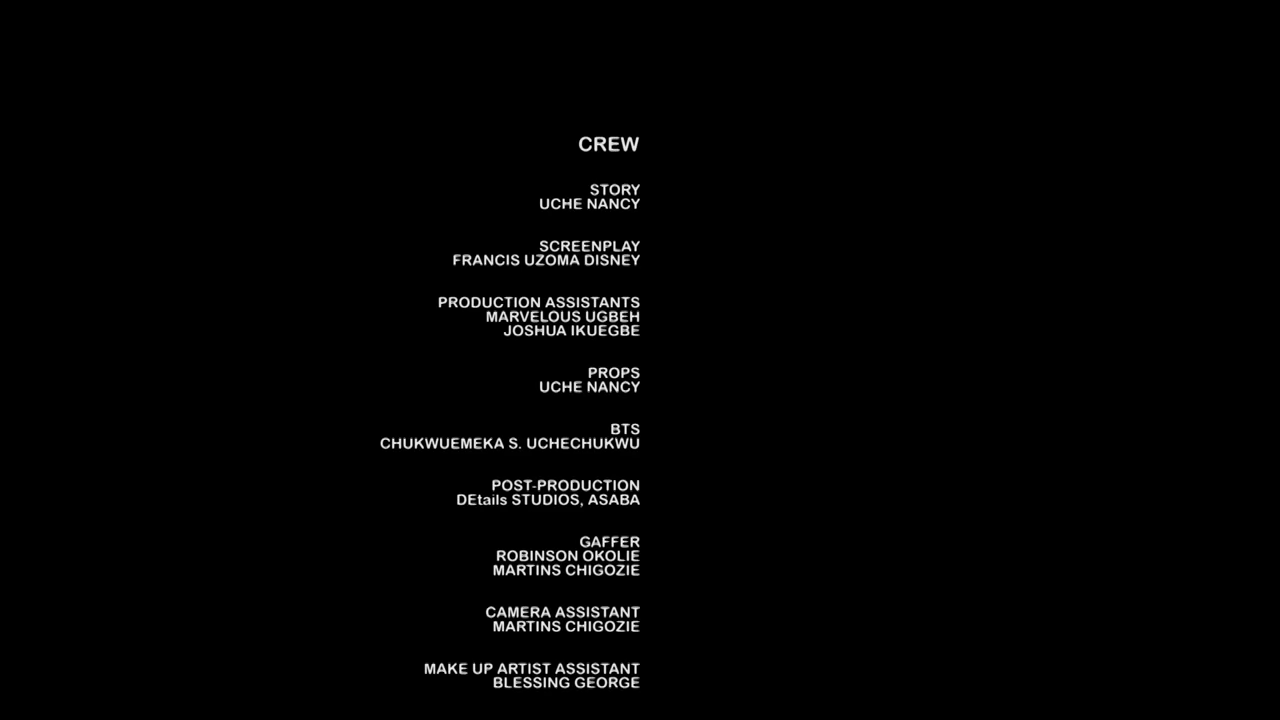 CREW
STORY
UCHE NANCY
SCREENPLAY
FRANCIS UZOMA DISNEY
PRODUCTION ASSISTANTS
MARVELOUS UGBEH
JOSHUA IKUEGBE
PROPS
UCHE NANCY
BTS
CHUKWUEMEKA S. UCHECHUKWU
POST-PRODUCTION
DEtails STUDIOS, ASABA
GAFFER
ROBINSON OKOLIE
MARTINS CHIGOZIE
CAMERA ASSISTANT
MARTINS CHIGOZIE
MAKE UP ARTIST ASSISTANT
BLESSING GEORGE